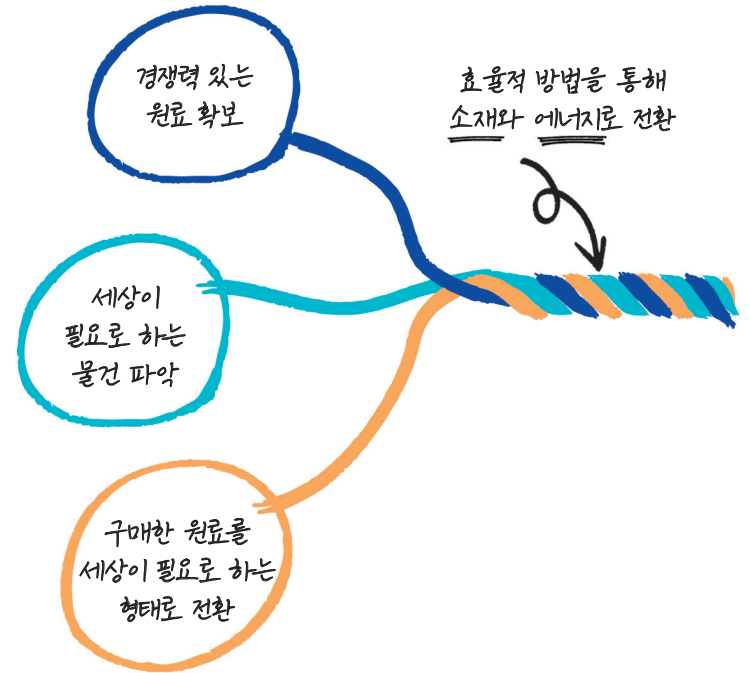 경쟁력 있는
원료 확보
효율적 방법을 통해
소재와 에너지로 전환
세상이
필요로 하는
물건 파악
구매한 원료를
세상이 필요로 하는
형태로 전환